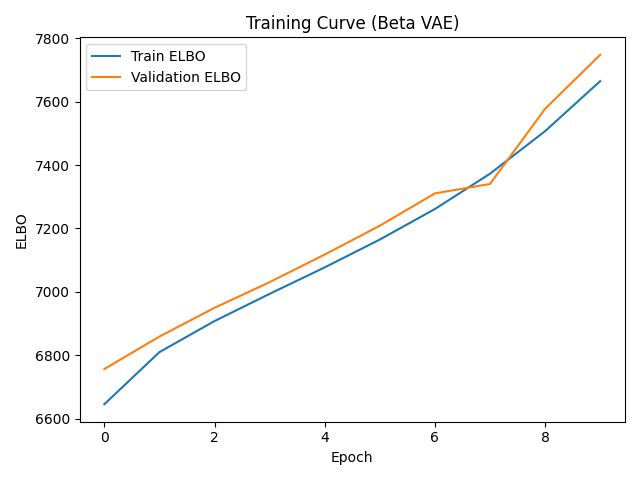 Training Curve (Beta VAE)
Train ELBO
Validation ELBO
7800
7600
7400
7200
7000
6800
6600
ELBO
0 2 4 6 8
Epoch